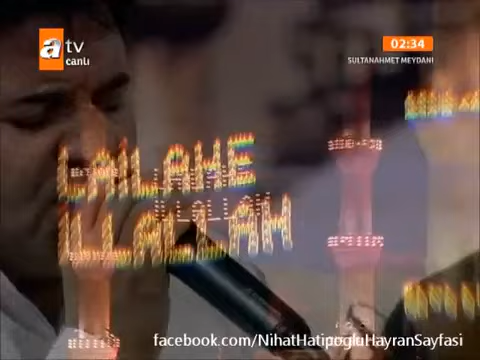 atv
canlı
02:34
SULTANAHMET MEYDANI
LAİLAHE
İLLALLAH
facebook.com/NihatHatipogluHayranSayfasi